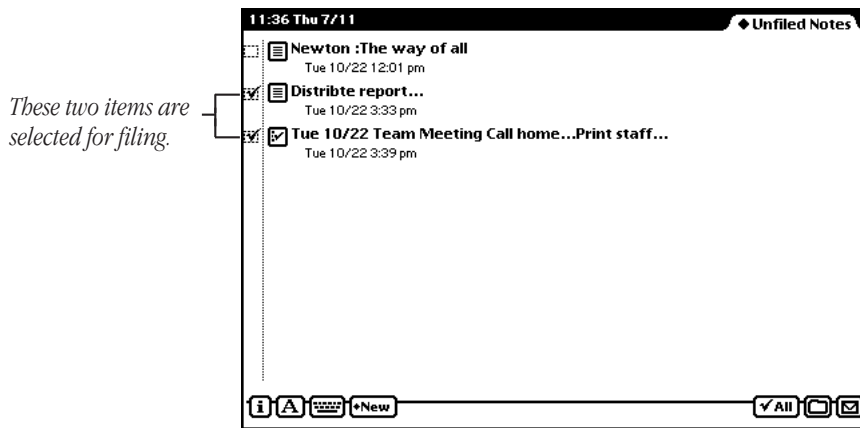 11:36 Thu 7/11
◆ Unfiled Notes
Newton :The way of all
Tue 10/22 12:01 pm
Distribte report...
Tue 10/22 3:33 pm
Tue 10/22 Team Meeting Call home...Print staff...
Tue 10/22 3:39 pm
These two items are
selected for filing.
i A New ✓All